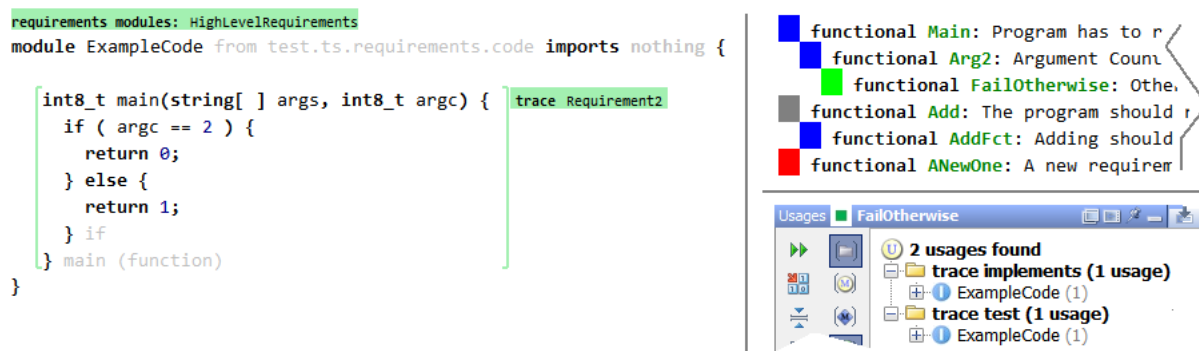 requirements modules: HighLevelRequirements
module ExampleCode from test.ts.requirements.code imports nothing {
int8_t main(string[ ] args, int8_t argc) { trace Requirement2
if ( argc == 2 ) {
return 0;
} else {
return 1;
} if
} main (function)
}
functional Main: Program has to
functional Arg2: Argument
functional FailOtherwise:
functional Add: The program should
functional AddFct: Adding should
functional ANewOne: A new
Usages FailOtherwise
2 usages found
trace implements (1 usage)
ExampleCode (1)
trace test (1 usage)
ExampleCode (1)